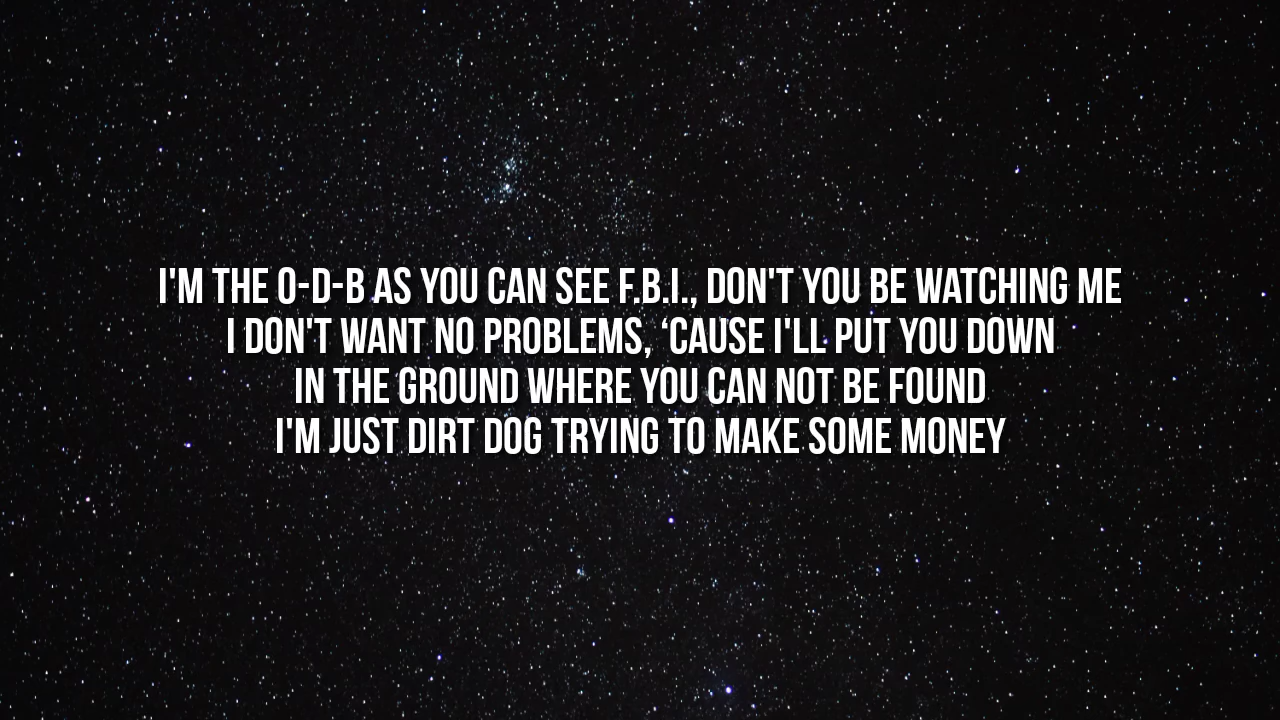 I'M THE O-D-B AS YOU CAN SEE F.B.I., DON'T YOU BE WATCHING ME
I DON'T WANT NO PROBLEMS, ‘CAUSE I'LL PUT YOU DOWN
IN THE GROUND WHERE YOU CAN NOT BE FOUND
I'M JUST DIRT DOG TRYING TO MAKE SOME MONEY